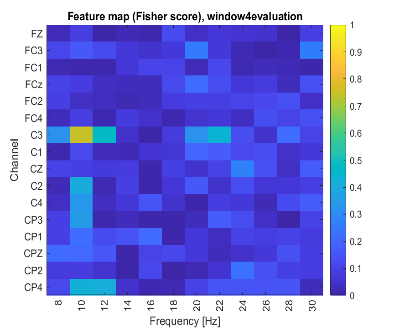 Feature map (Fisher score), window4evaluation
Channel
FZ
FC3
FC1
FCz
FC2
FC4
C3
C1
CZ
C2
C4
CP3
CP1
CPZ
CP2
CP4
8 10 12 14 16 18 20 22 24 26 28 30
Frequency [Hz]
1
0.9
0.8
0.7
0.6
0.5
0.4
0.3
0.2
0.1
0